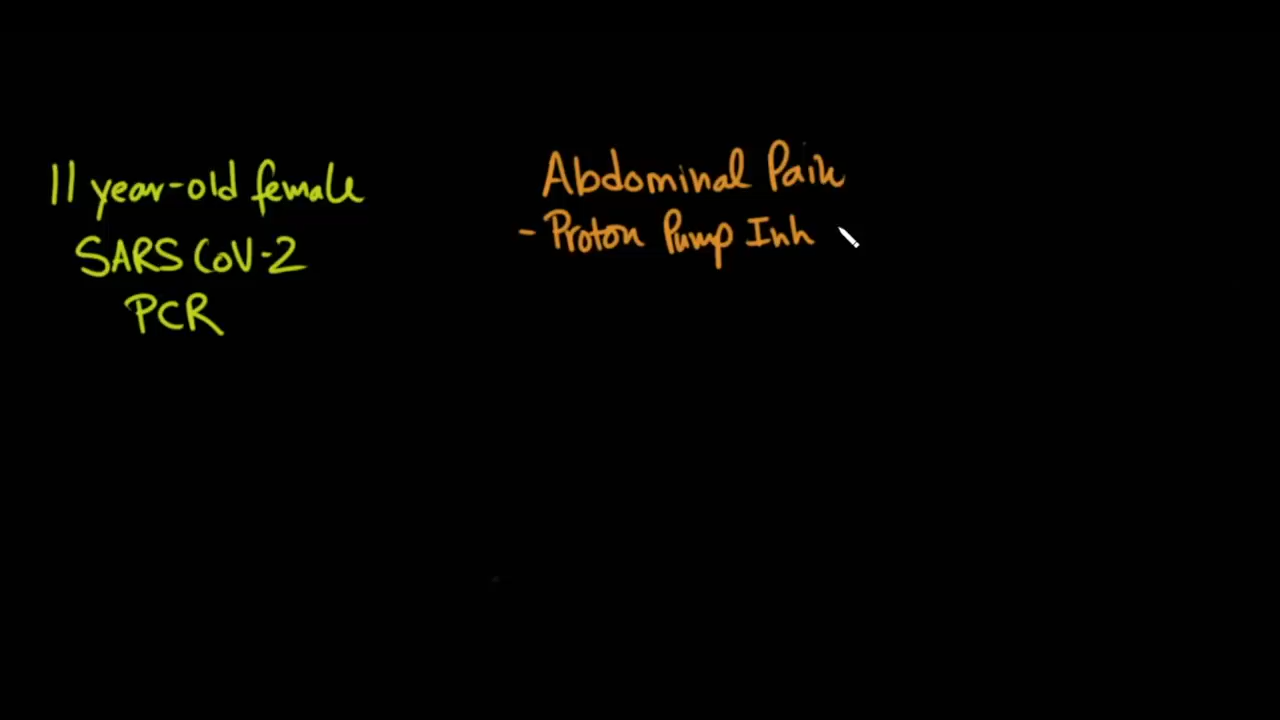 11 year-old female
SARS CoV-2
PCR
Abdominal Pain
- Proton Pump Inh